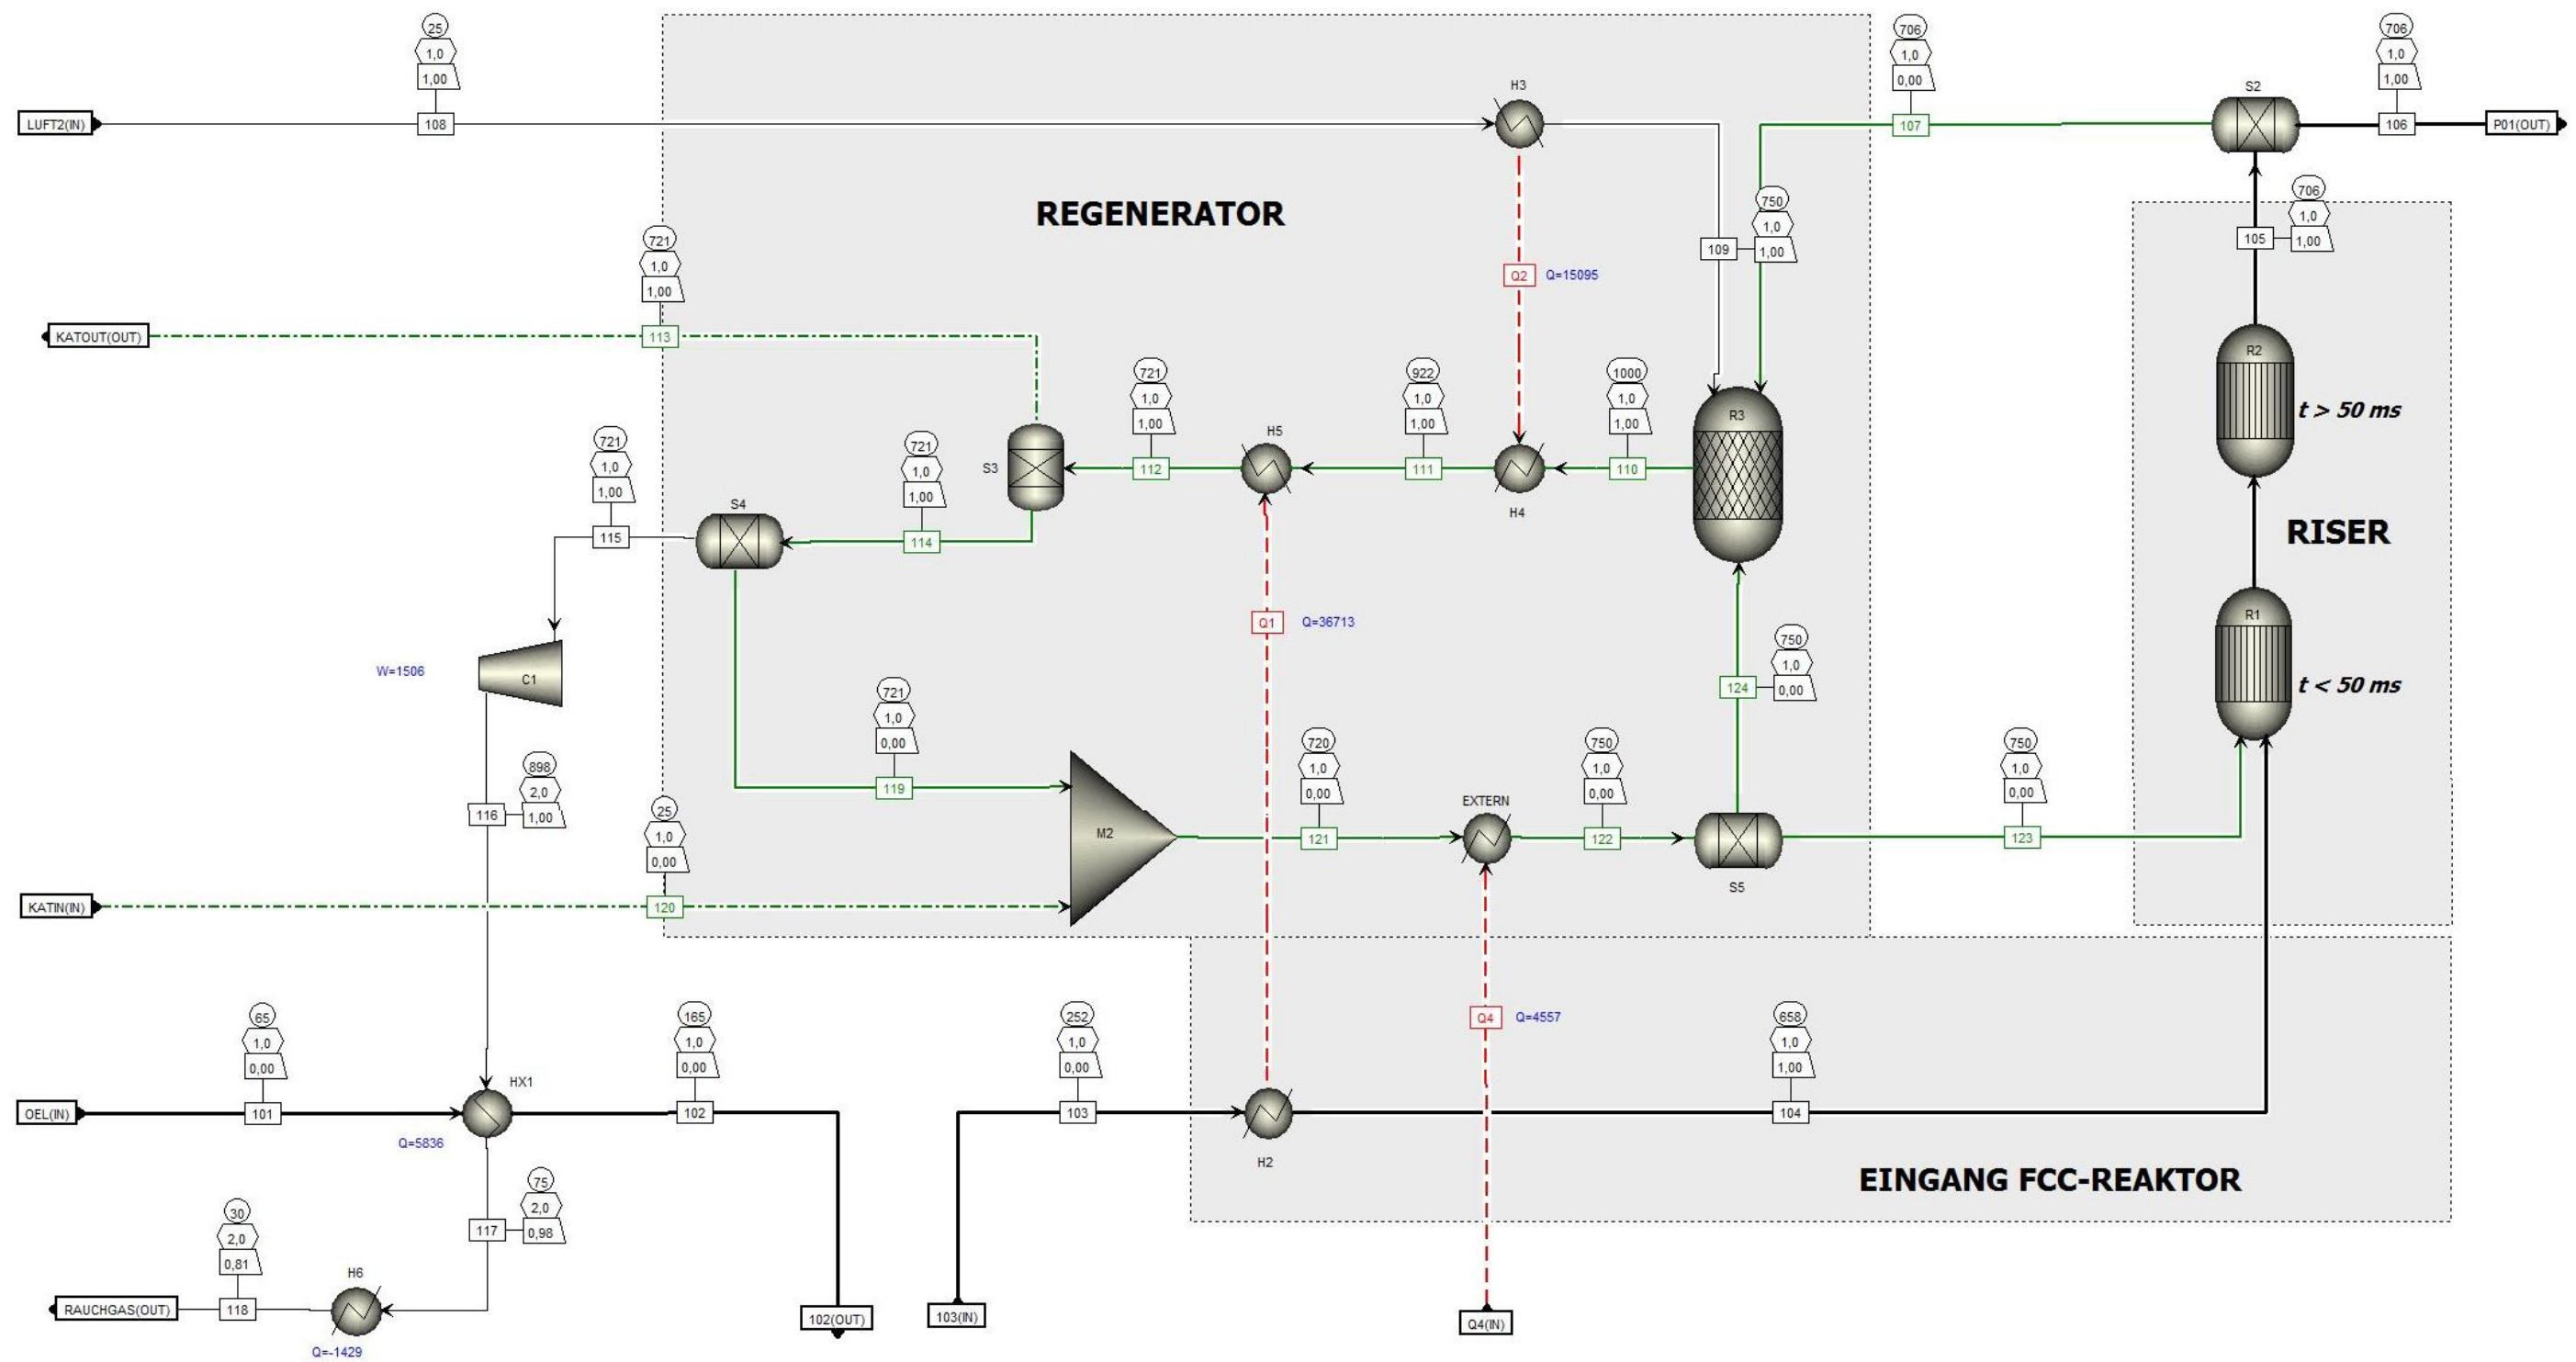 25
1,0
1,00
LUFT2(IN)
108
H3
706
1,0
0,00
107
S2
706
1,0
1,00
106
P01(OUT)
REGENERATOR
706
1,0
1,00
105
750
1,0
1,00
109
Q2
Q=15095
721
1,0
1,00
KATOUT(OUT)
113
R2
t > 50 ms
721
1,0
1,00
112
H5
922
1,0
1,00
111
H4
1000
1,0
1,00
110
R3
S3
721
1,0
1,00
114
721
1,0
1,00
115
S4
RISER
R1
t < 50 ms
Q1
Q=36713
W=1506
C1
750
1,0
0,00
124
721
1,0
0,00
119
898
2,0
1,00
116
25
1,0
0,00
KATIN(IN)
120
M2
720
1,0
0,00
121
EXTERN
750
1,0
0,00
122
S5
750
1,0
0,00
123
65
1,0
0,00
OEL(IN)
101
HX1
Q=5836
165
1,0
0,00
102
252
1,0
0,00
103
H2
Q4
Q=4557
658
1,0
1,00
104
EINGANG FCC-REAKTOR
75
2,0
0,98
117
30
2,0
0,81
RAUCHGAS(OUT)
118
H6
Q=-1429
102(OUT)
103(IN)
Q4(IN)